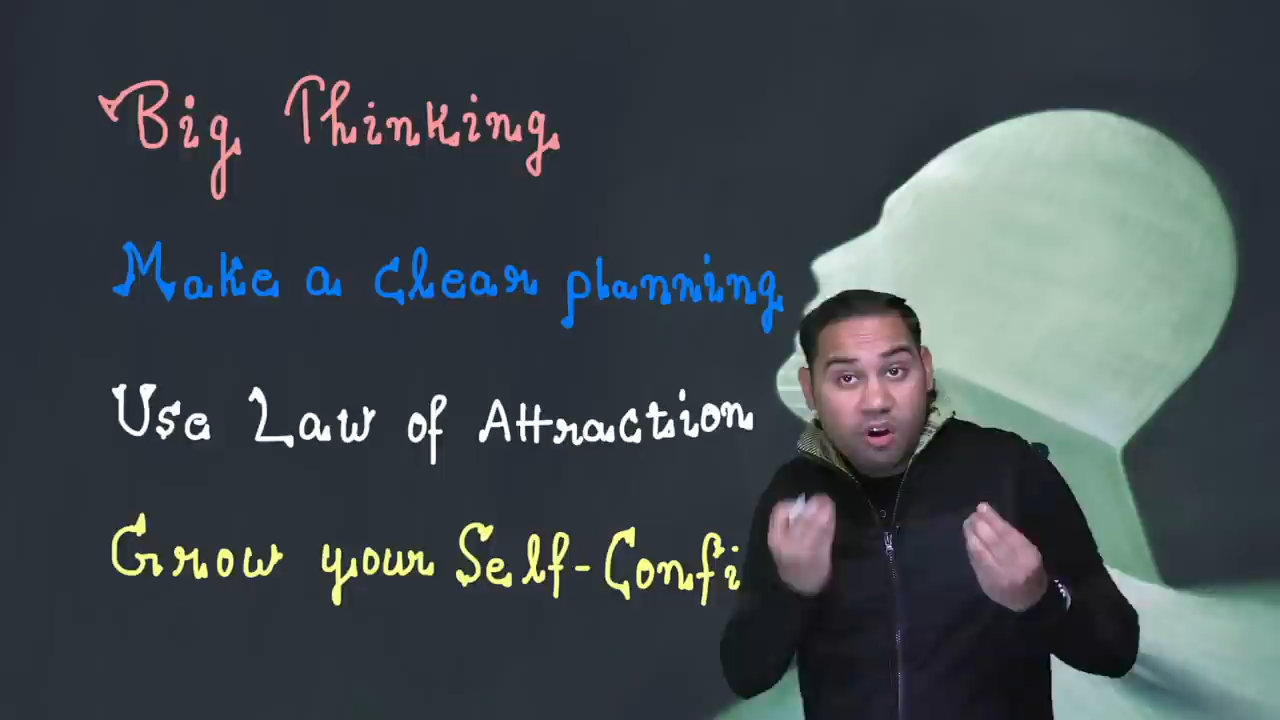 Big Thinking
Make a clear planning
Use Law of Attraction
Grow your Self-Confi